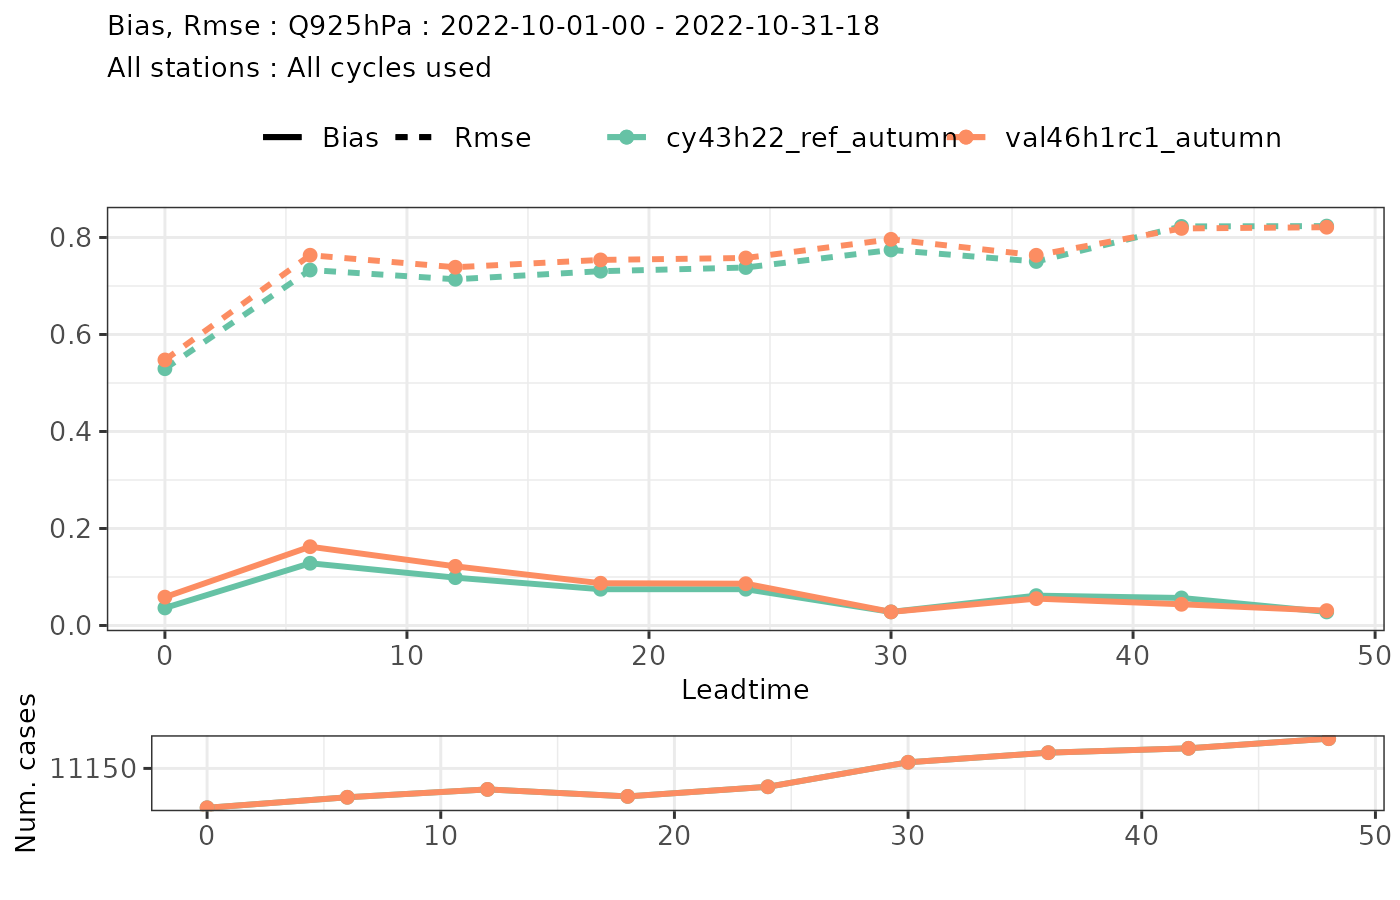 Bias, Rmse : Q925hPa : 2022-10-01-00 - 2022-10-31-18
All stations : All cycles used
Bias Rmse cy43h22_ref_autumn val46h1rc1_autumn
0.8
0.6
0.4
0.2
0.0
0 10 20 30 40 50
Leadtime
Num. cases
11150
0 10 20 30 40 50